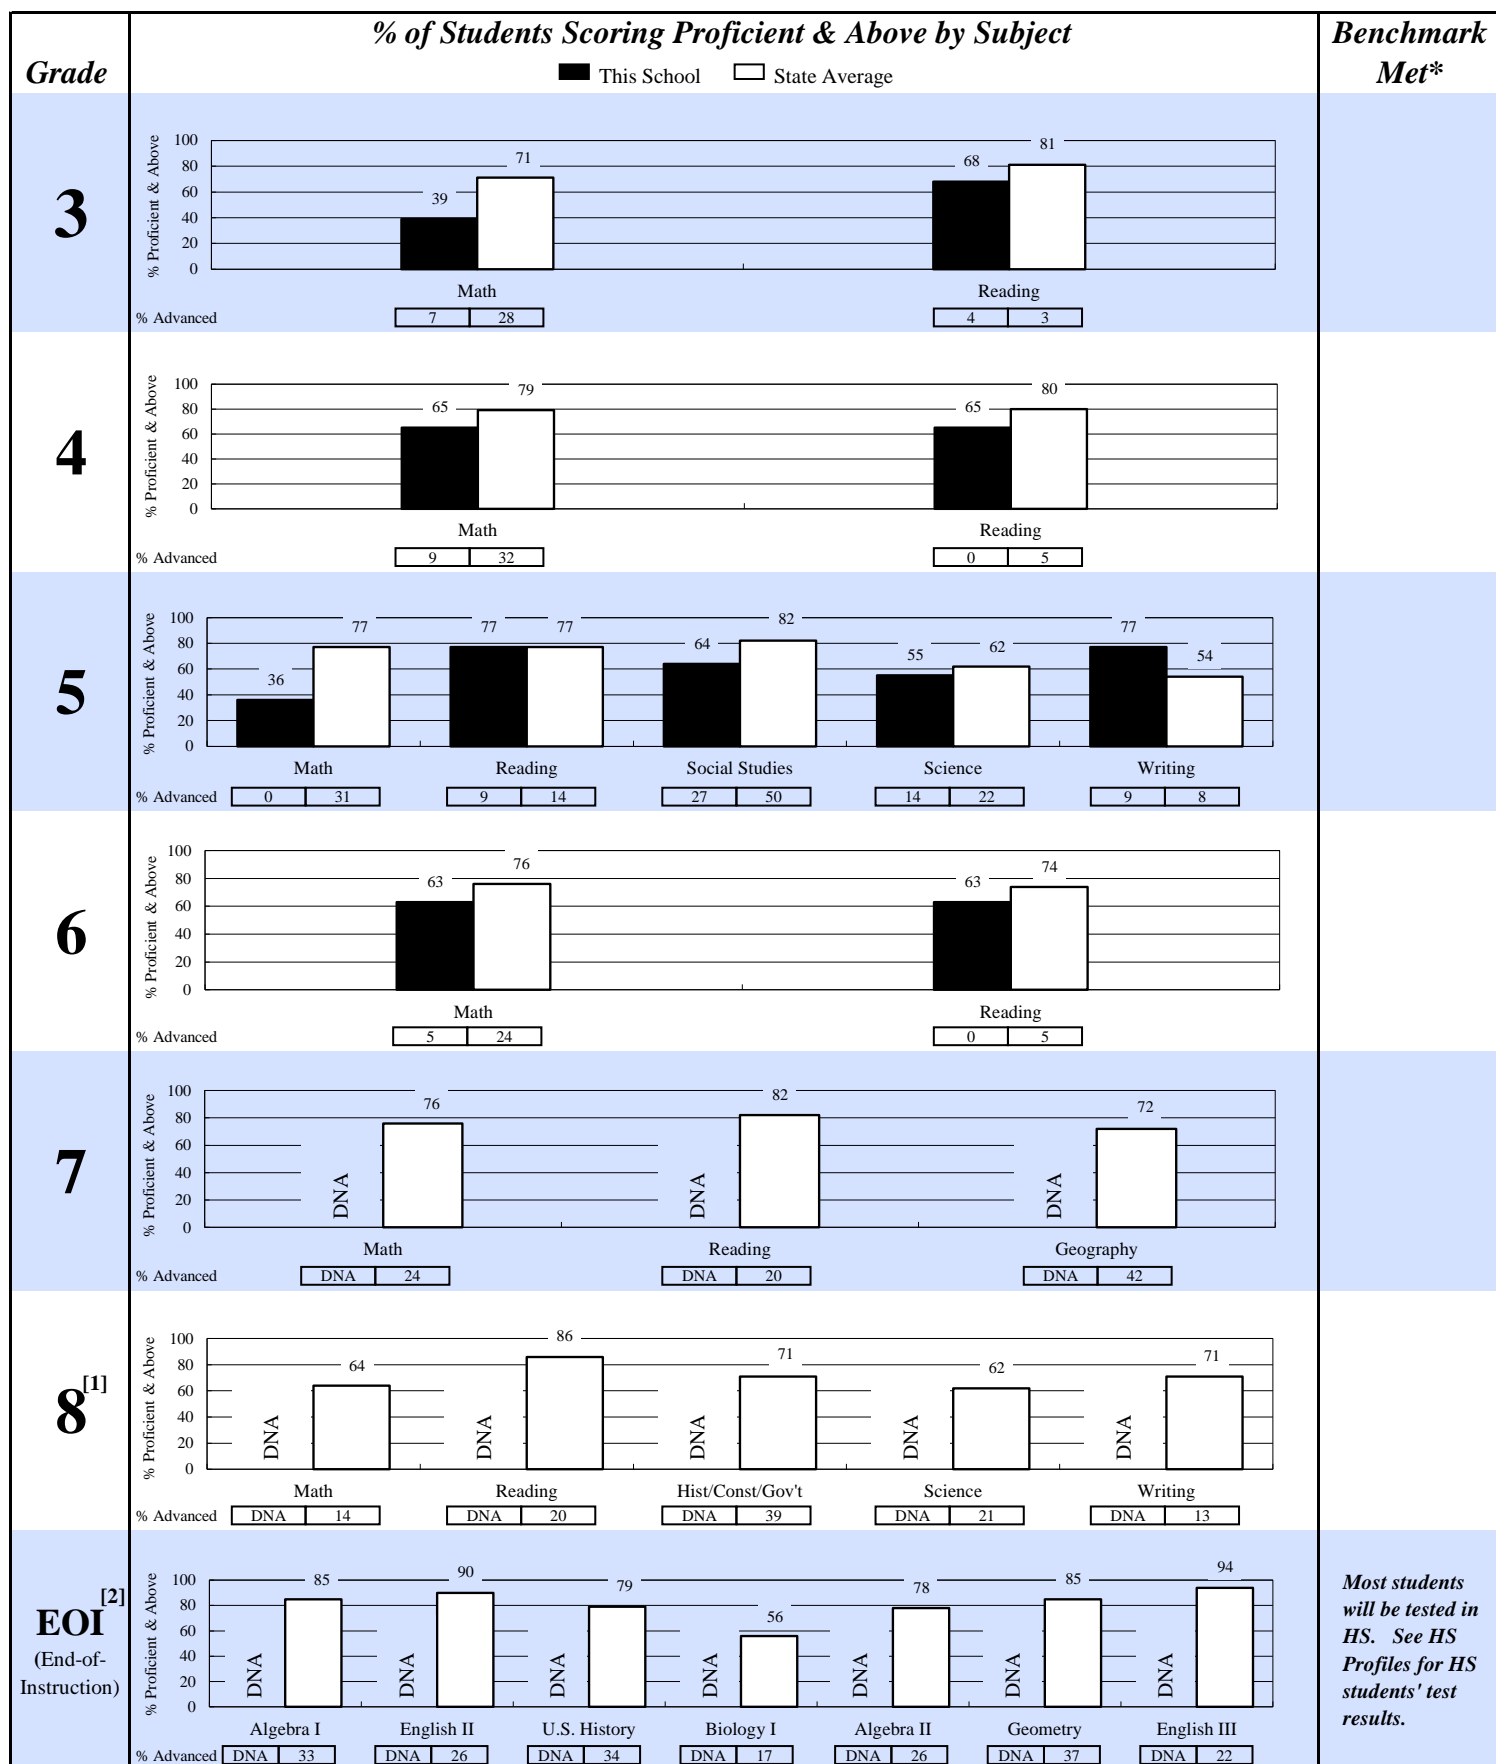 % of Students Scoring Proficient & Above by Subject
Benchmark
Met*
Grade
This School
State Average
3
% Proficient & Above
100
80
60
40
20
0
39
71
68
81
Math
Reading
% Advanced
7
28
4
3
4
% Proficient & Above
100
80
60
40
20
0
65
79
65
80
Math
Reading
% Advanced
9
32
0
5
5
% Proficient & Above
100
80
60
40
20
0
36
77
77
77
64
82
55
62
77
54
Math
Reading
Social Studies
Science
Writing
% Advanced
0
31
9
14
27
50
14
22
9
8
6
% Proficient & Above
100
80
60
40
20
0
63
76
63
74
Math
Reading
% Advanced
5
24
0
5
7
% Proficient & Above
100
80
60
40
20
0
DNA
76
DNA
82
DNA
72
Math
Reading
Geography
% Advanced
DNA
24
DNA
20
DNA
42
8[1]
% Proficient & Above
100
80
60
40
20
0
DNA
64
DNA
86
DNA
71
DNA
62
DNA
71
Math
Reading
Hist/Const/Gov't
Science
Writing
% Advanced
DNA
14
DNA
20
DNA
39
DNA
21
DNA
13
EOI[2]
(End-of-
Instruction)
% Proficient & Above
100
80
60
40
20
0
DNA
85
DNA
90
DNA
79
DNA
56
DNA
78
DNA
85
DNA
94
Algebra I
English II
U.S. History
Biology I
Algebra II
Geometry
English III
% Advanced
DNA
33
DNA
26
DNA
34
DNA
17
DNA
26
DNA
37
DNA
22
Most students
will be tested in
HS. See HS
Profiles for HS
students' test
results.